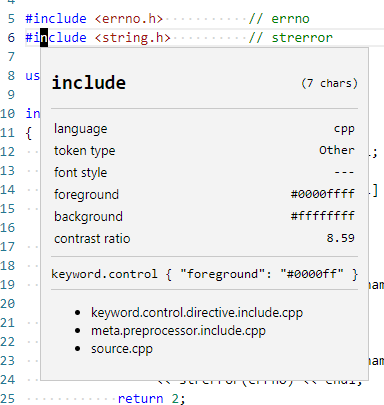 4
5 #include <errno.h> // errno
6 #include <string.h> // strerror
8 us
10 in
11 {
12 l;
13
14 l]
15
16
17
18
19 nam
20
21
22
23 nam
24 << strerror(errno) << endl;
25 return 2;
include (7 chars)
language cpp
token type Other
font style ---
foreground #0000ffff
background #ffffffff
contrast ratio 8.59
keyword.control { "foreground": "#0000ff" }
• keyword.control.directive.include.cpp
• meta.preprocessor.include.cpp
• source.cpp